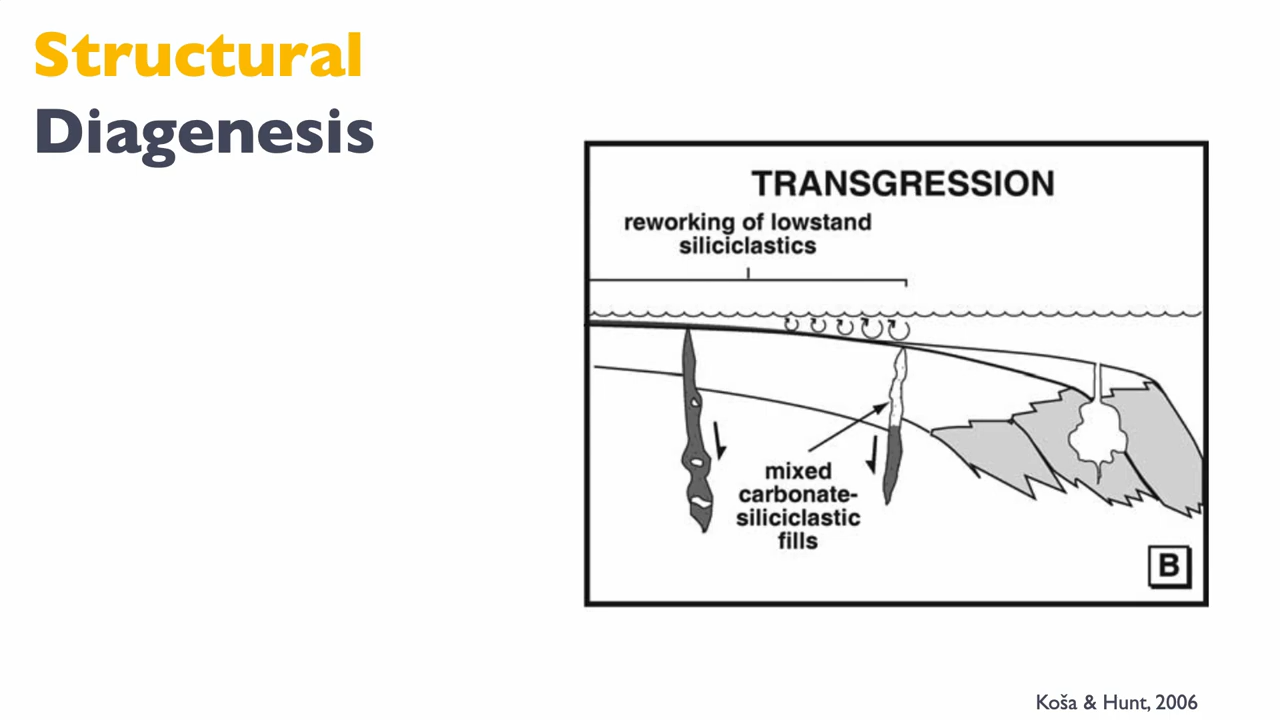 Structural
Diagenesis
TRANSGRESSION
reworking of lowstand
siliciclastics
mixed
carbonate-
siliciclastic
fills
B
Koša & Hunt, 2006